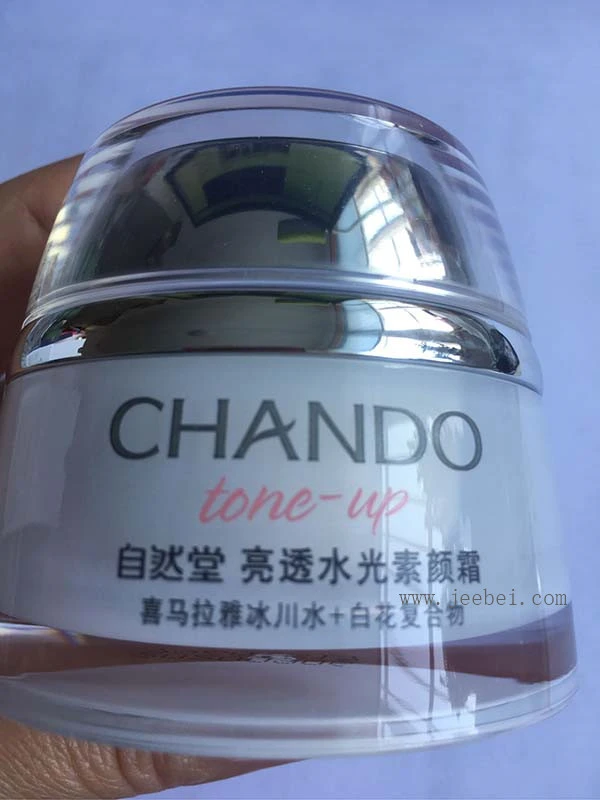 CHANDO
tone-up
自然堂 亮透水光素颜霜
www.jeebei.com
喜马拉雅冰川水+白花复合物